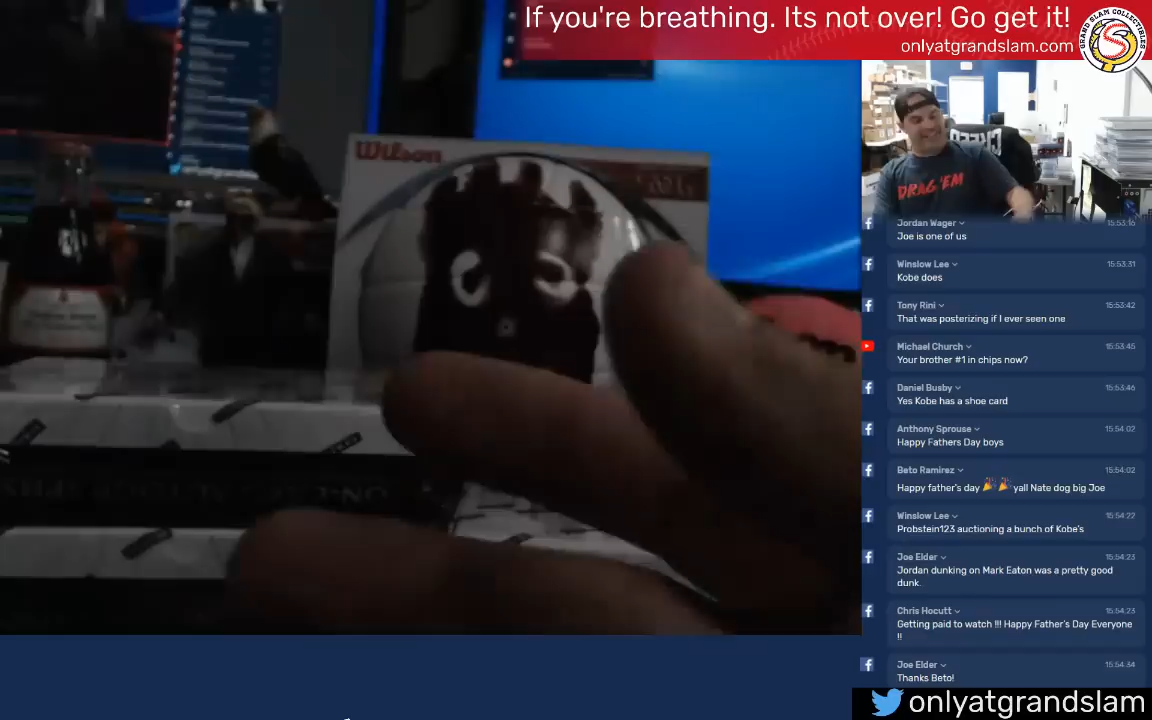 If you're breathing. Its not over! Go get it!
onlyatgrandslam.com
GRAND SLAM COLLECTIBLES
Wilson
DRAG 'EM
Jordan Wager
15:53:16
Joe is one of us
Winslow Lee
15:53:31
Kobe does
Tony Rini
15:53:42
That was posterizing if I ever seen one
Michael Church
15:53:45
Your brother #1 in chips now?
Daniel Busby
15:53:46
Yes Kobe has a shoe card
Anthony Sprouse
15:54:02
Happy Fathers Day boys
Beto Ramirez
15:54:02
Happy father's day 🎉🎉 yall Nate dog big Joe
Winslow Lee
15:54:22
Probstein123 auctioning a bunch of Kobe's
Joe Elder
15:54:23
Jordan dunking on Mark Eaton was a pretty good
dunk.
Chris Hocutt
15:54:23
Getting paid to watch !!! Happy Father's Day Everyone
!!
Joe Elder
15:54:34
Thanks Beto!
onlyatgrandslam